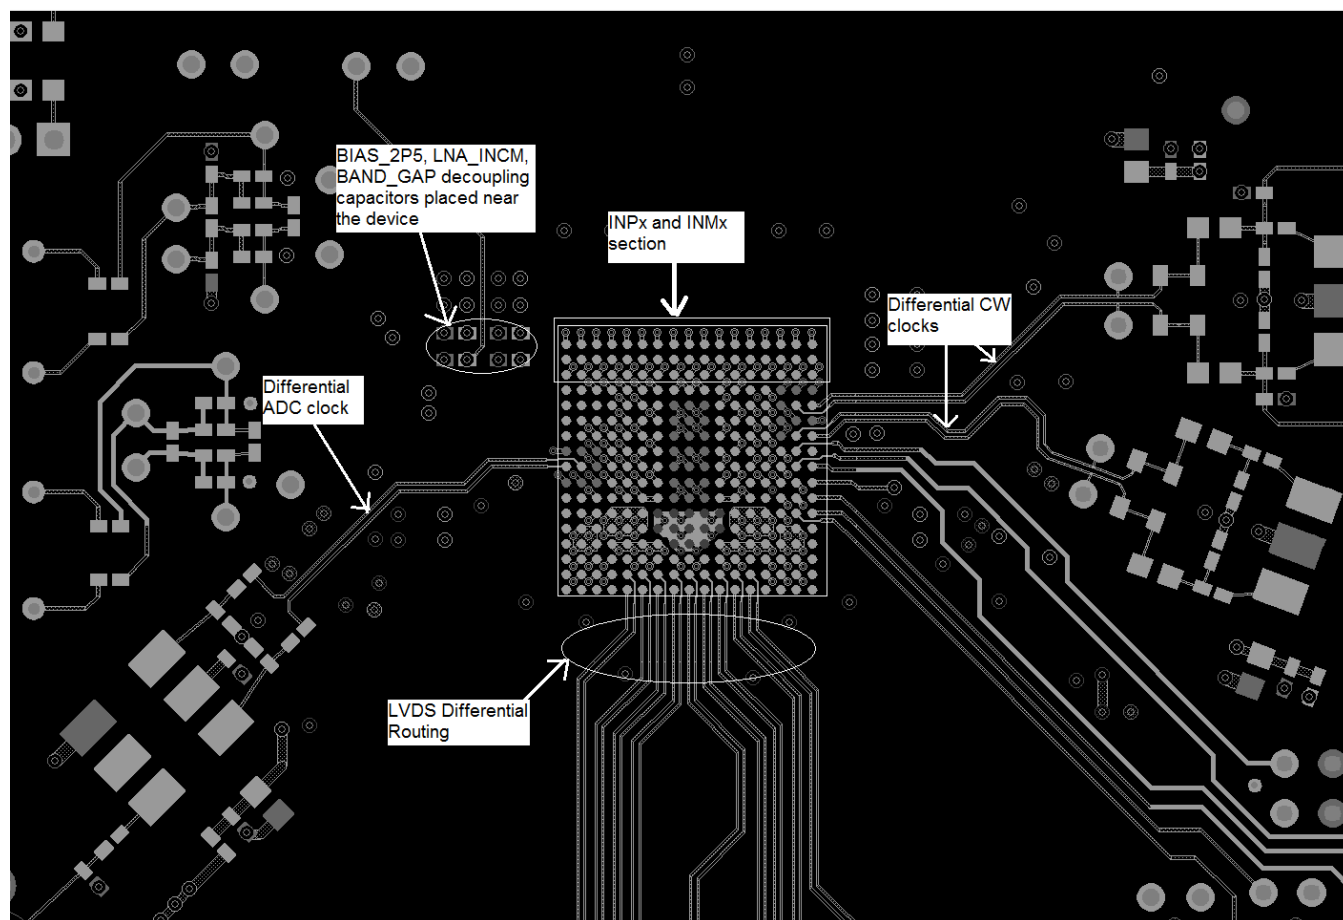 BIAS_2P5, LNA_INCM,
BAND_GAP decoupling
capacitors placed near
the device
INPx and INMx
section
Differential CW
clocks
Differential
ADC clock
LVDS Differential
Routing